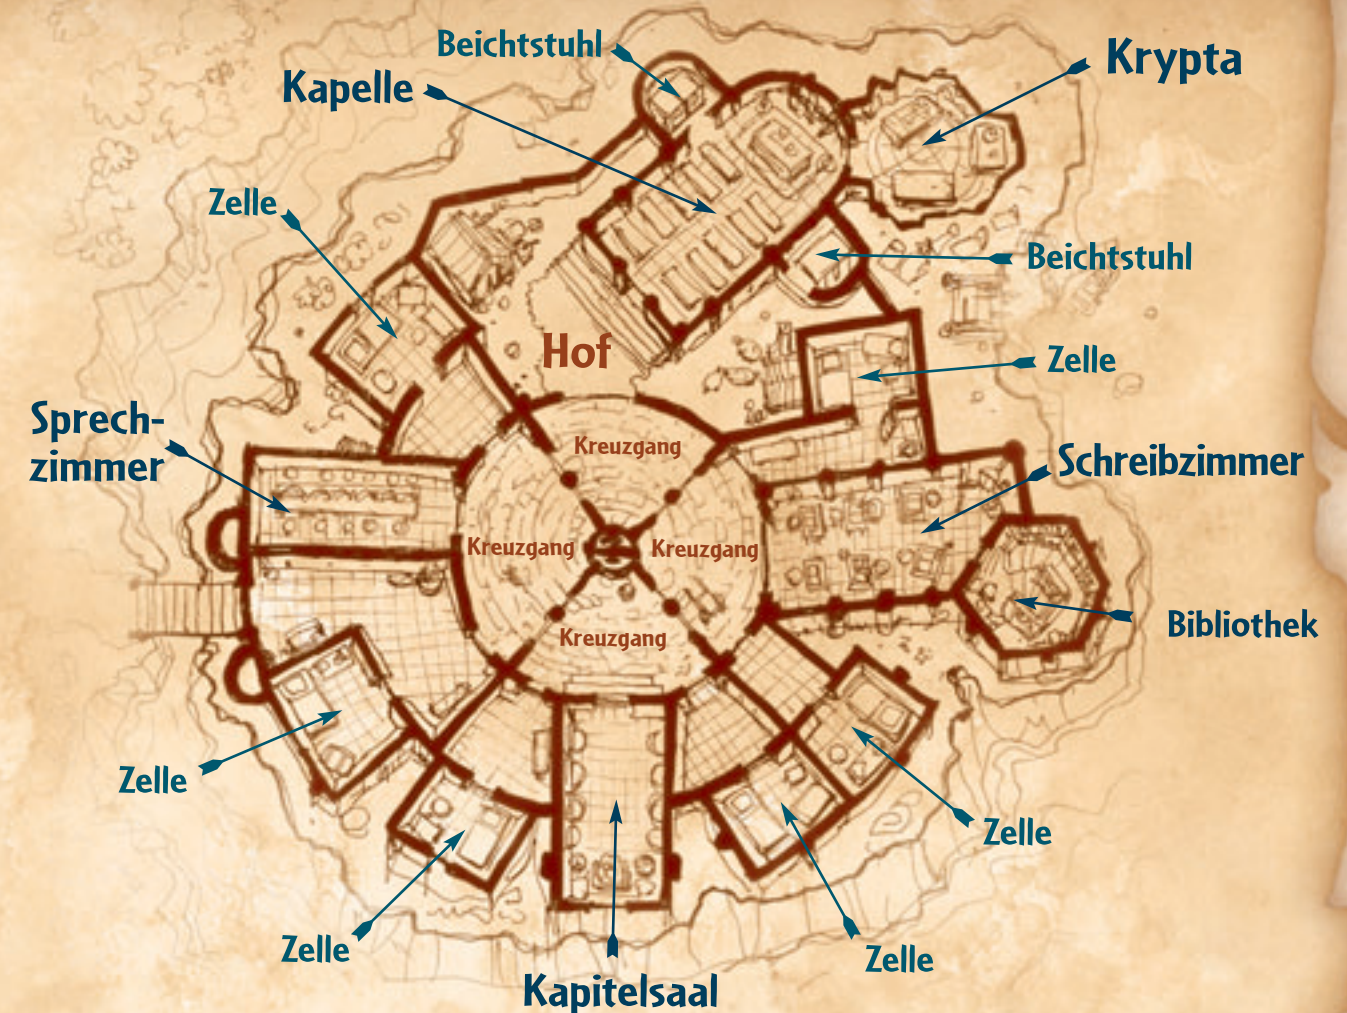 Beichtstuhl
Kapelle
Krypta
Zelle
Beichtstuhl
Hof
Zelle
Sprech-
zimmer
Kreuzgang
Schreibzimmer
Kreuzgang
Kreuzgang
Kreuzgang
Bibliothek
Zelle
Zelle
Zelle
Zelle
Kapitelsaal